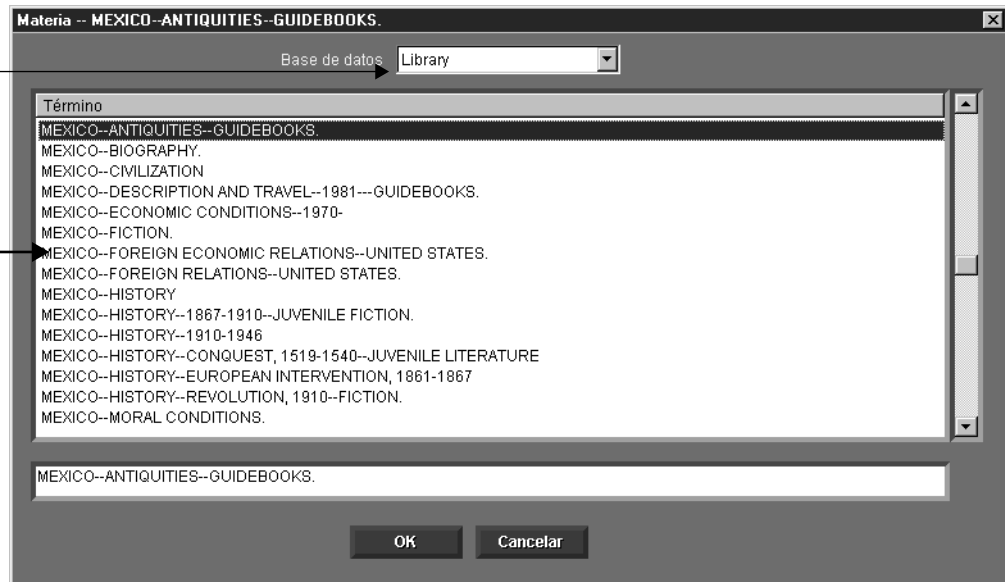 Materia -- MEXICO--ANTIQUITIES--GUIDEBOOKS.
Base de datos Library
Término
MEXICO--ANTIQUITIES--GUIDEBOOKS.
MEXICO--BIOGRAPHY.
MEXICO--CIVILIZATION
MEXICO--DESCRIPTION AND TRAVEL--1981---GUIDEBOOKS.
MEXICO--ECONOMIC CONDITIONS--1970-
MEXICO--FICTION.
MEXICO--FOREIGN ECONOMIC RELATIONS--UNITED STATES.
MEXICO--FOREIGN RELATIONS--UNITED STATES.
MEXICO--HISTORY
MEXICO--HISTORY--1867-1910--JUVENILE FICTION.
MEXICO--HISTORY--1910-1946
MEXICO--HISTORY--CONQUEST, 1519-1540--JUVENILE LITERATURE
MEXICO--HISTORY--EUROPEAN INTERVENTION, 1861-1867
MEXICO--HISTORY--REVOLUTION, 1910--FICTION.
MEXICO--MORAL CONDITIONS.
MEXICO--ANTIQUITIES--GUIDEBOOKS.
OK Cancelar